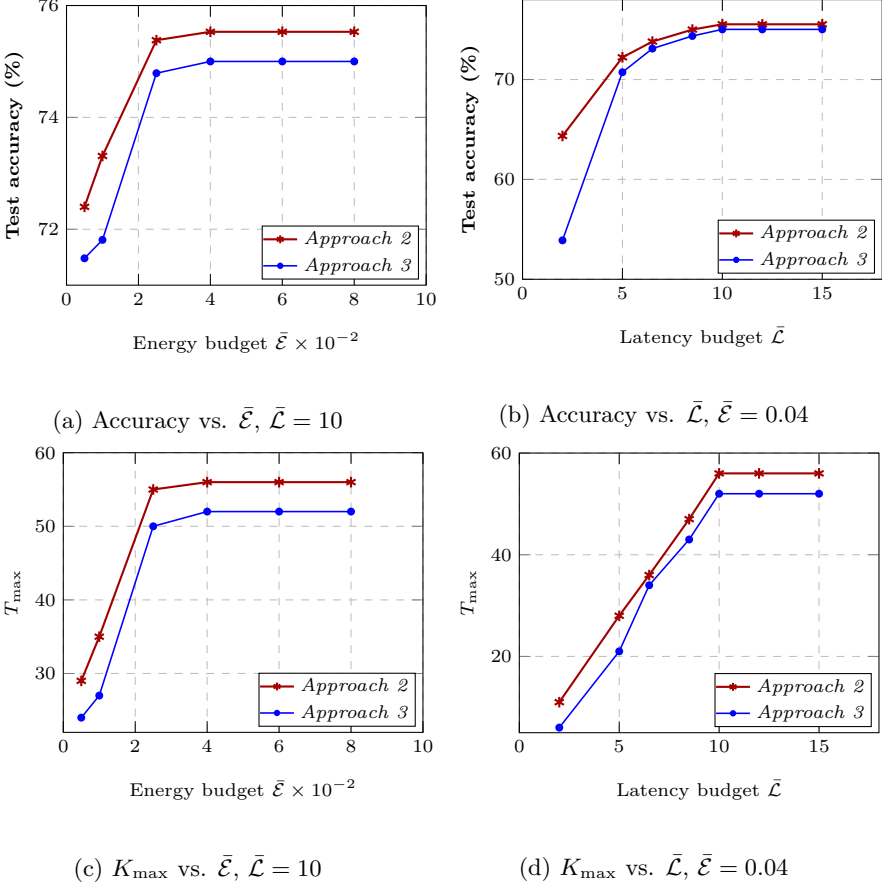 76
74
72
Test accuracy (%)
Approach 2
Approach 3
0 2 4 6 8 10
Energy budget $\bar{\mathcal{E}} \times 10^{-2}$
(a) Accuracy vs. $\bar{\mathcal{E}}$, $\bar{\mathcal{L}} = 10$
70
60
50
Test accuracy (%)
Approach 2
Approach 3
0 5 10 15
Latency budget $\bar{\mathcal{L}}$
(b) Accuracy vs. $\bar{\mathcal{L}}$, $\bar{\mathcal{E}} = 0.04$
60
50
40
30
$T_{\max}$
Approach 2
Approach 3
0 2 4 6 8 10
Energy budget $\bar{\mathcal{E}} \times 10^{-2}$
(c) $K_{\max}$ vs. $\bar{\mathcal{E}}$, $\bar{\mathcal{L}} = 10$
60
40
20
$T_{\max}$
Approach 2
Approach 3
0 5 10 15
Latency budget $\bar{\mathcal{L}}$
(d) $K_{\max}$ vs. $\bar{\mathcal{L}}$, $\bar{\mathcal{E}} = 0.04$